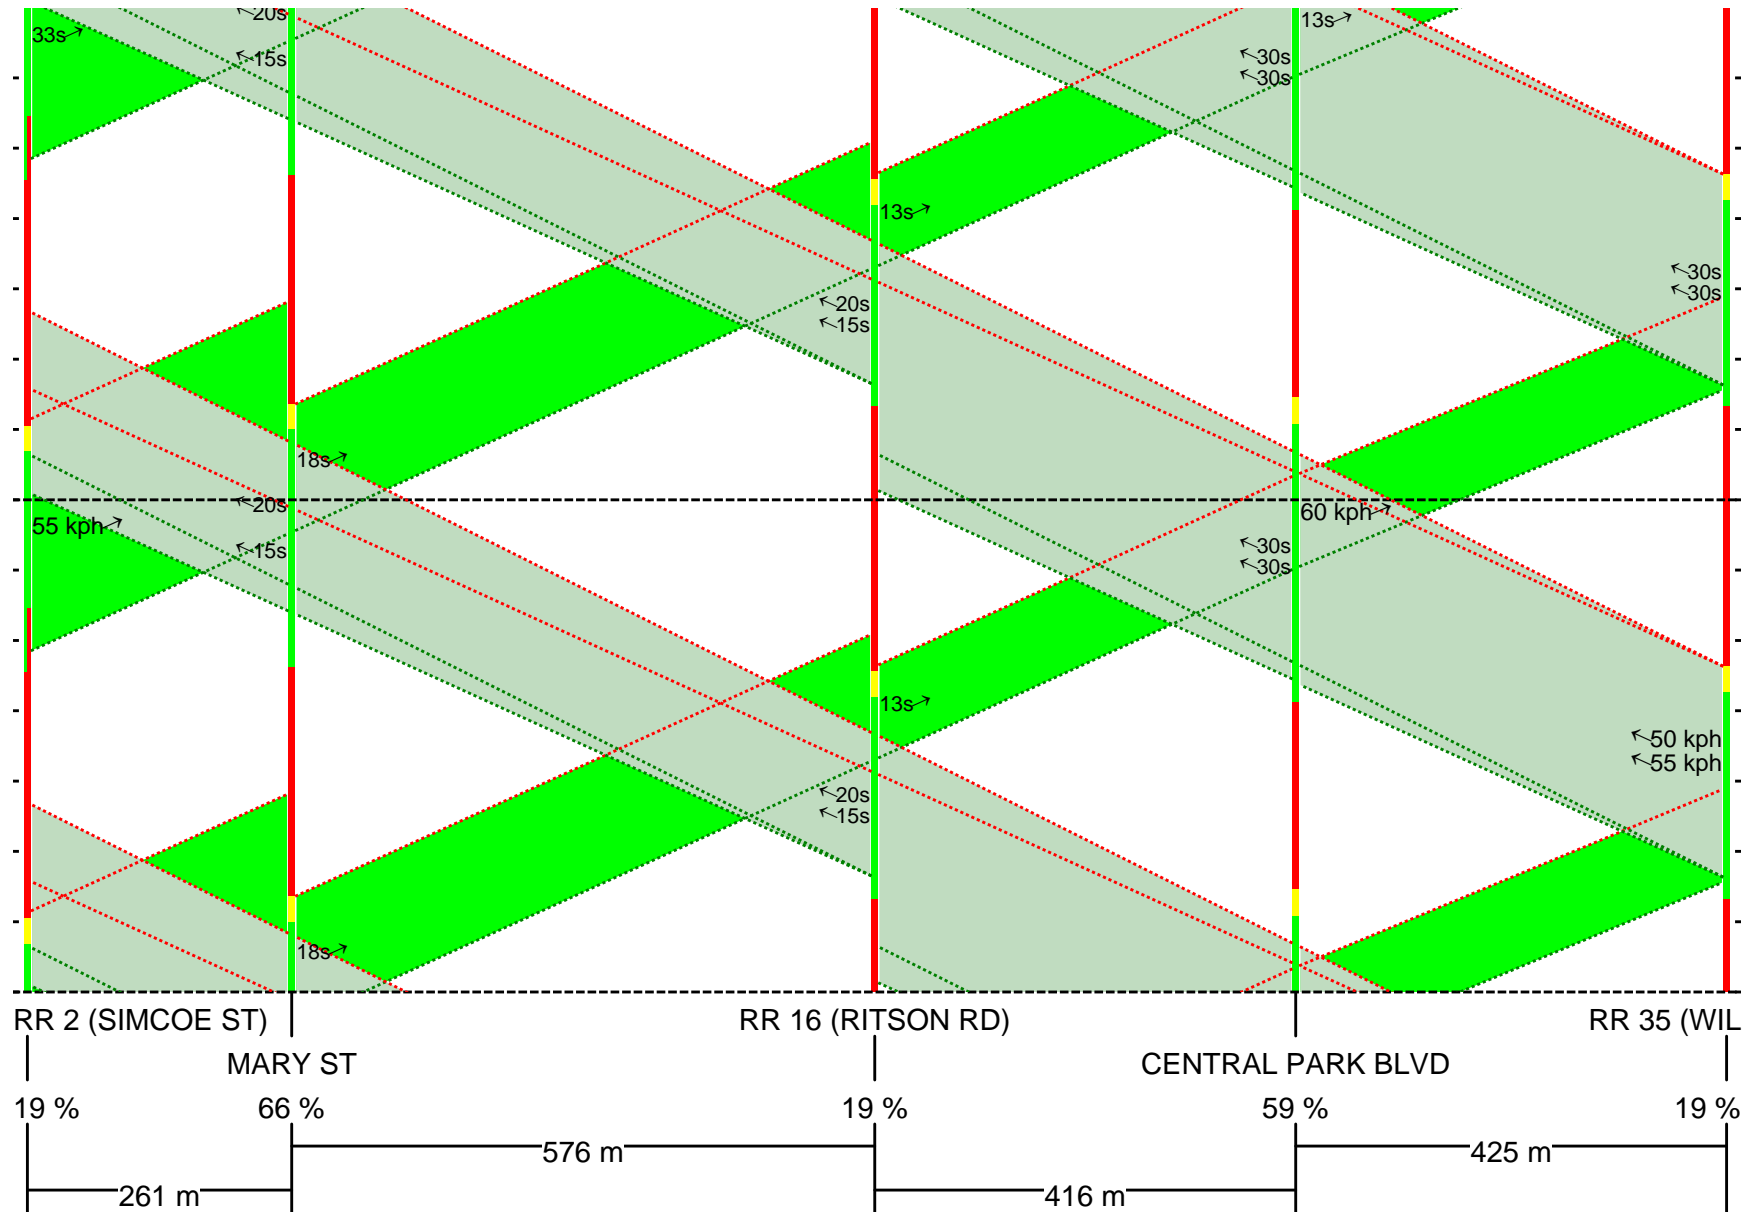 ←20s
33s→
13s→
←15s
←30s
←30s
13s→
←30s
←30s
←20s
←15s
18s→
←20s
60 kph→
55 kph→
←15s
←30s
←30s
13s→
←50 kph
←55 kph
←20s
←15s
18s→
RR 2 (SIMCOE ST) RR 16 (RITSON RD) RR 35 (WIL
MARY ST CENTRAL PARK BLVD
19 % 66 % 19 % 59 % 19 %
576 m 425 m
261 m 416 m